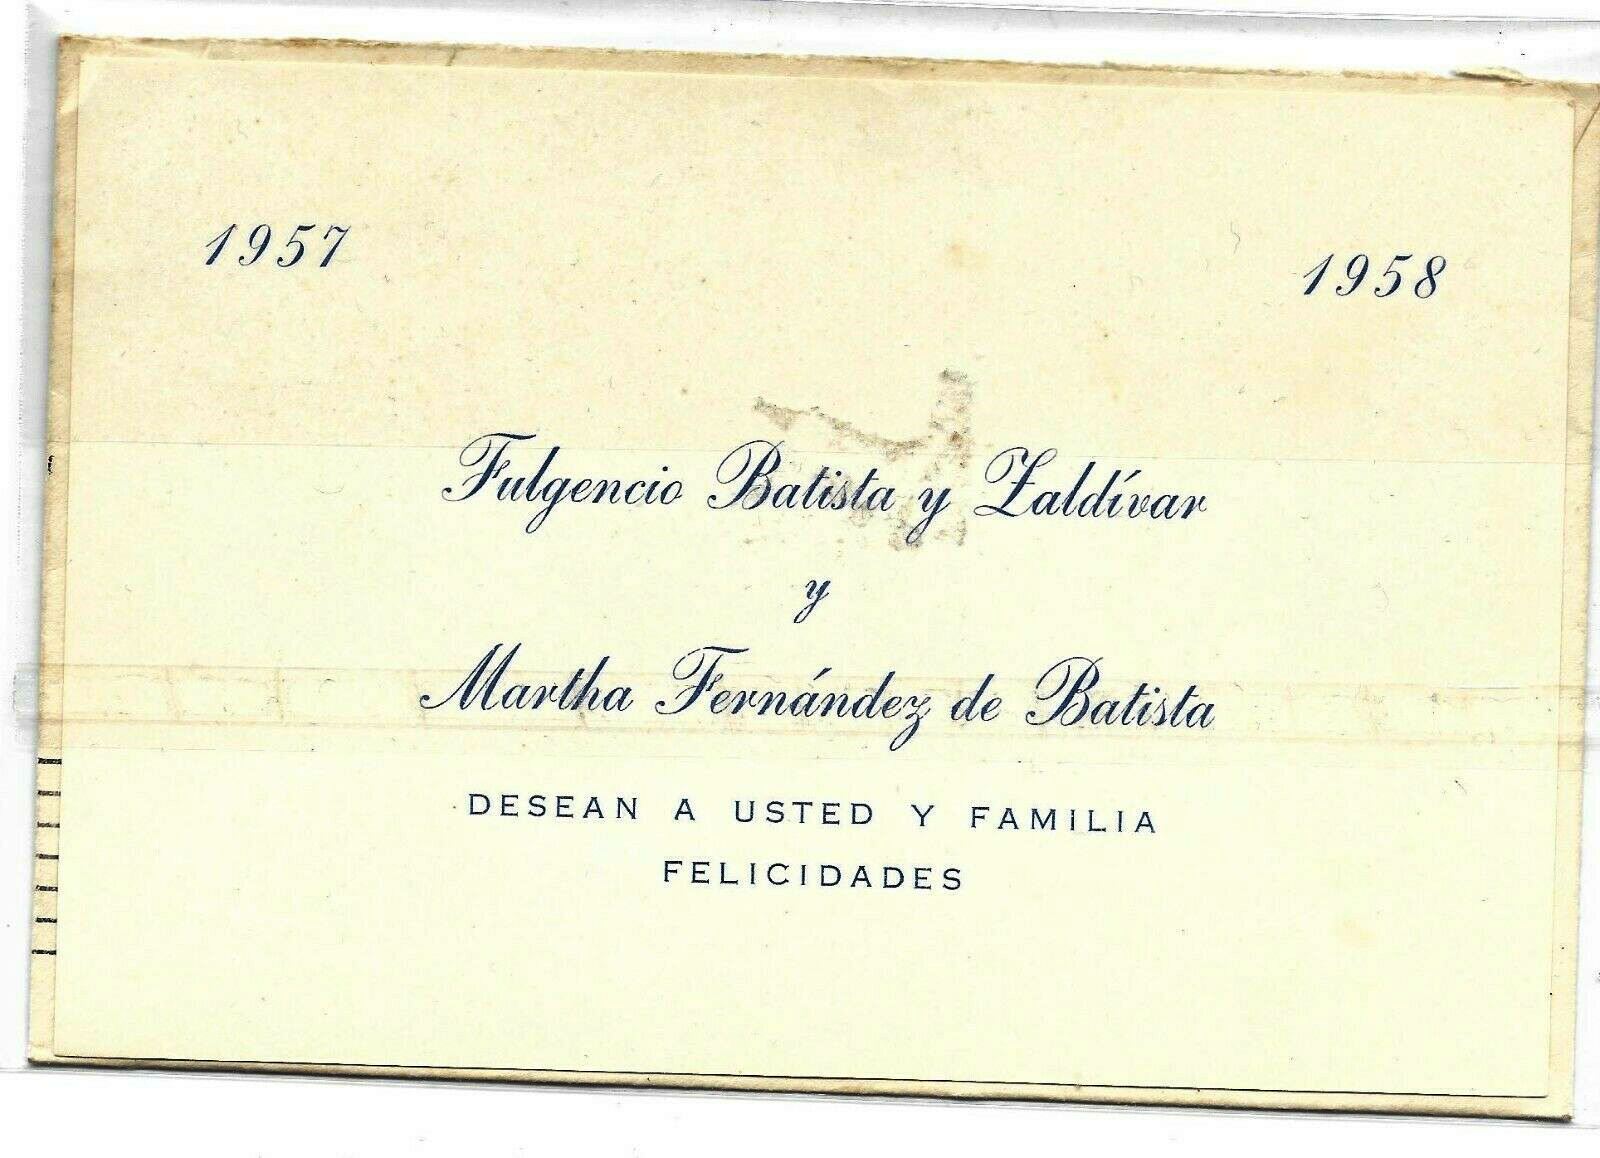 1957 1958
Fulgencio Batista y Zaldívar
y
Martha Fernández de Batista
DESEAN A USTED Y FAMILIA
FELICIDADES